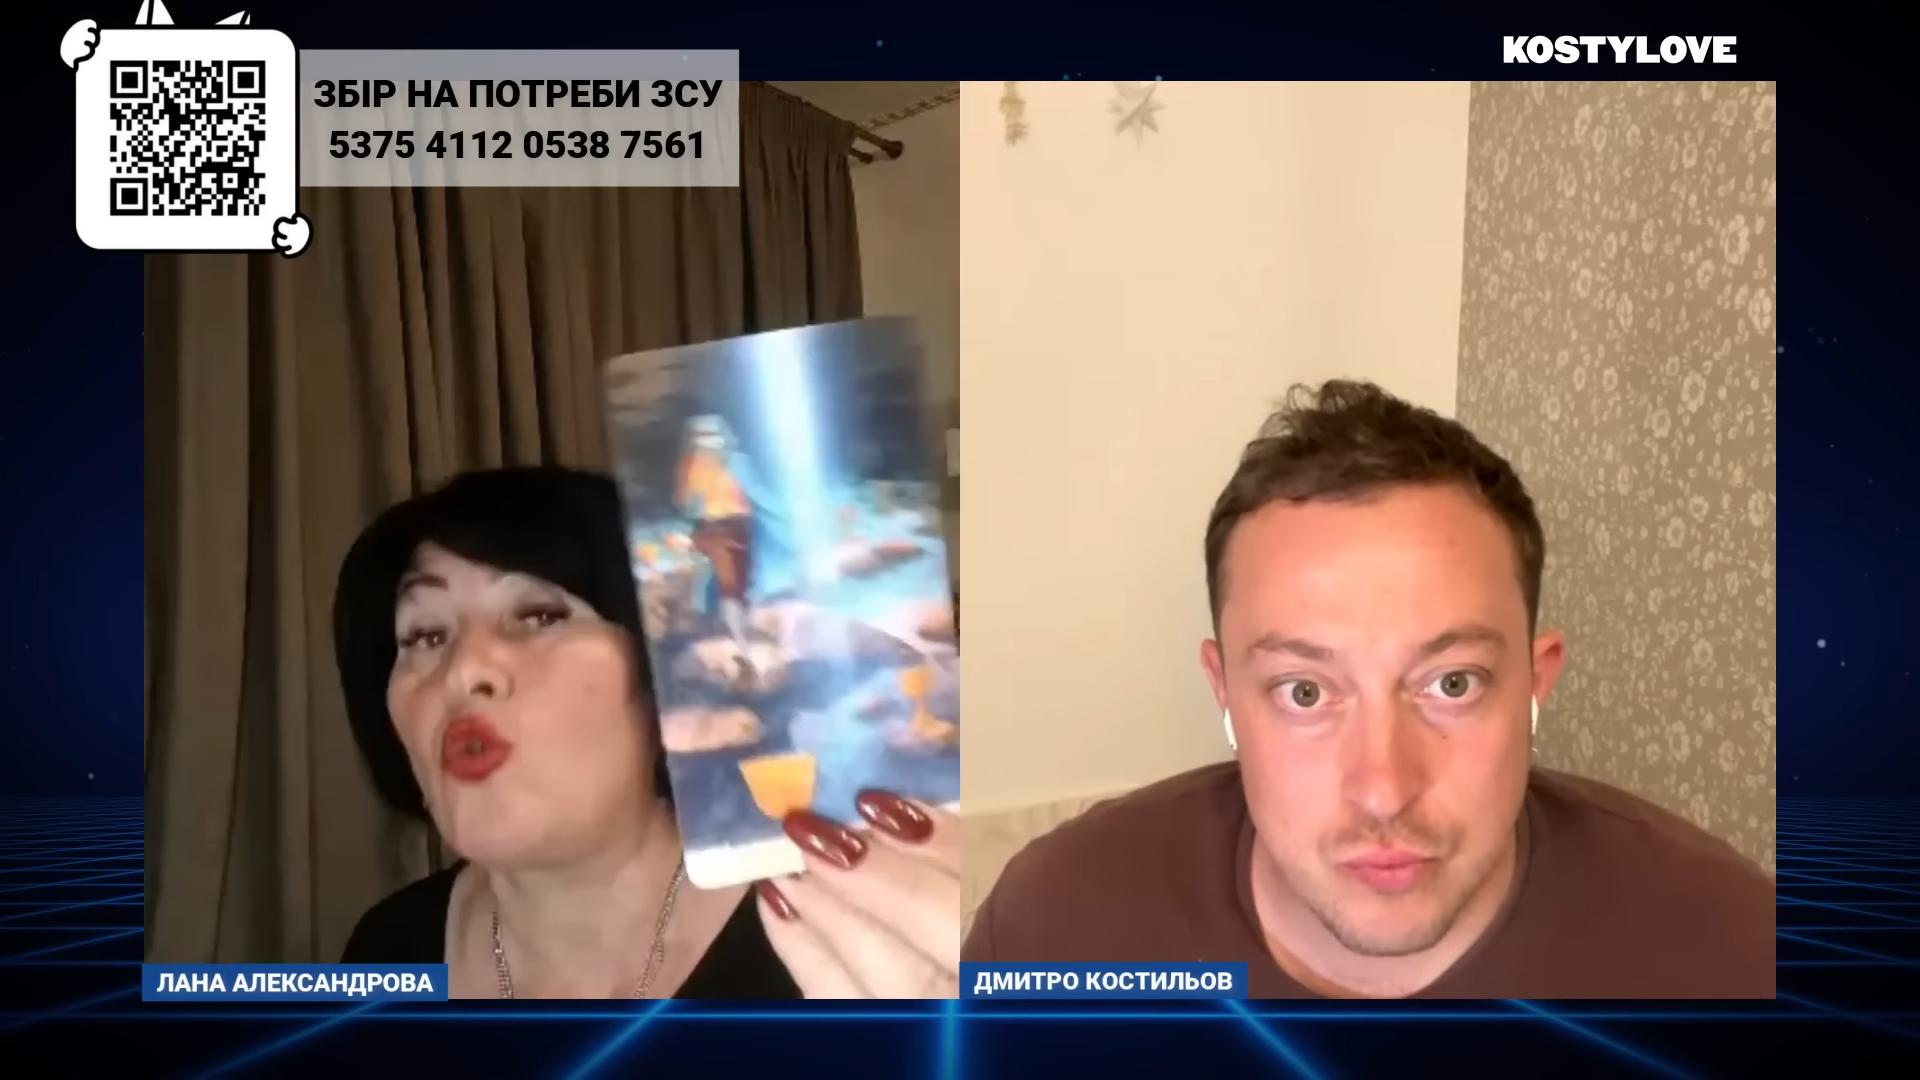 KOSTYLOVE
ЗБІР НА ПОТРЕБИ ЗСУ
5375 4112 0538 7561
ЛАНА АЛЕКСАНДРОВА
ДМИТРО КОСТИЛЬОВ